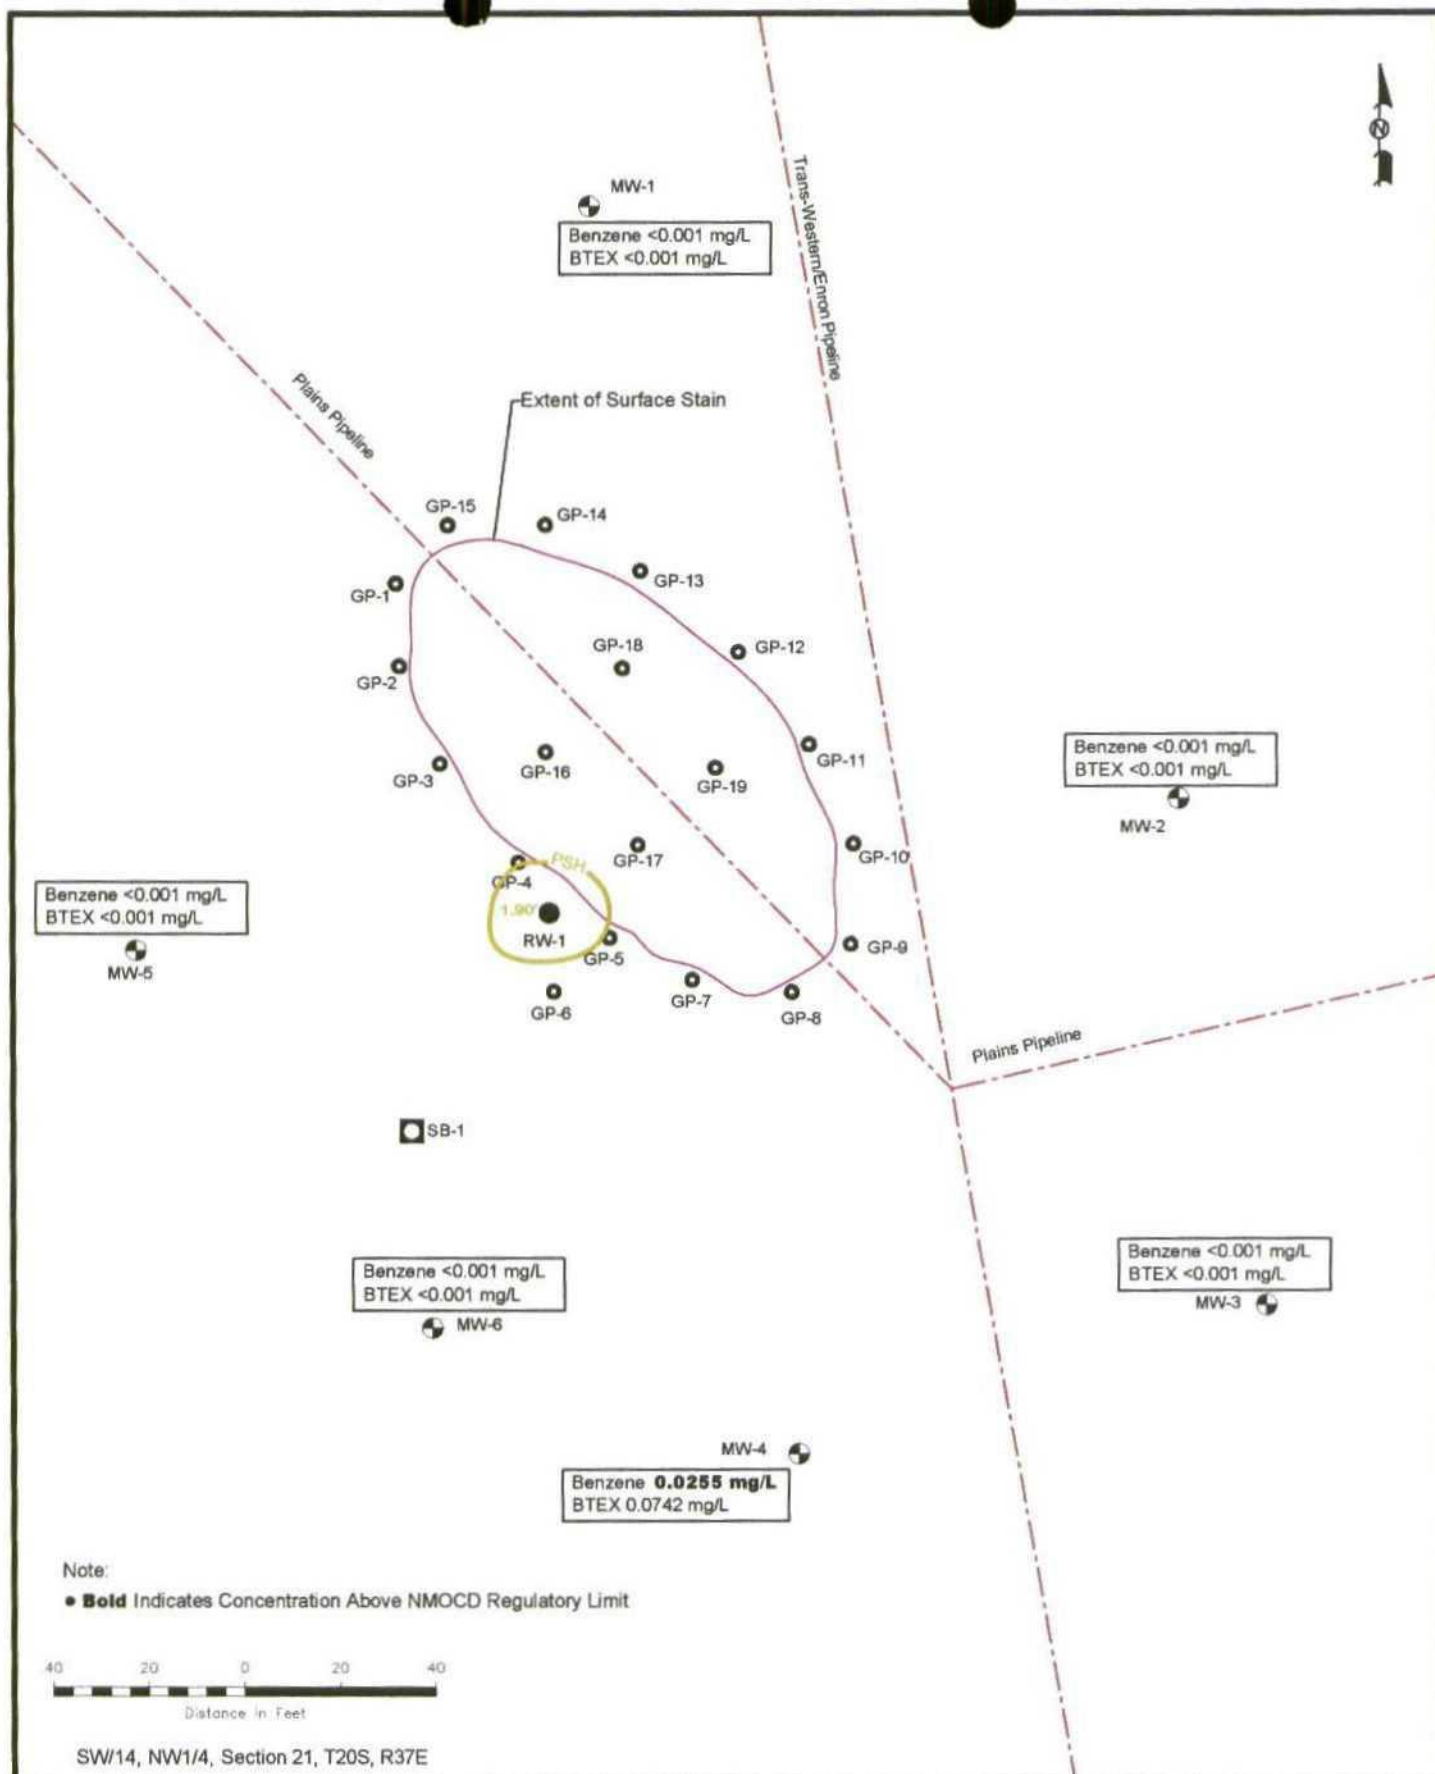 N
MW-1
Benzene <0.001 mg/L
BTEX <0.001 mg/L
Trans-Western/Enron Pipeline
Plains Pipeline
Extent of Surface Stain
GP-15
GP-14
GP-13
GP-1
GP-18
GP-12
GP-2
GP-11
GP-3
GP-16
GP-19
Benzene <0.001 mg/L
BTEX <0.001 mg/L
MW-2
GP-10
GP-17
PSH
GP-4
Benzene <0.001 mg/L
BTEX <0.001 mg/L
MW-5
1.90'
RW-1
GP-5
GP-9
GP-6
GP-7
GP-8
Plains Pipeline
SB-1
Benzene <0.001 mg/L
BTEX <0.001 mg/L
MW-6
Benzene <0.001 mg/L
BTEX <0.001 mg/L
MW-3
MW-4
Benzene 0.0255 mg/L
BTEX 0.0742 mg/L
Note:
• Bold Indicates Concentration Above NMOCD Regulatory Limit
40 20 0 20 40
Distance in Feet
SW/14, NW1/4, Section 21, T20S, R37E